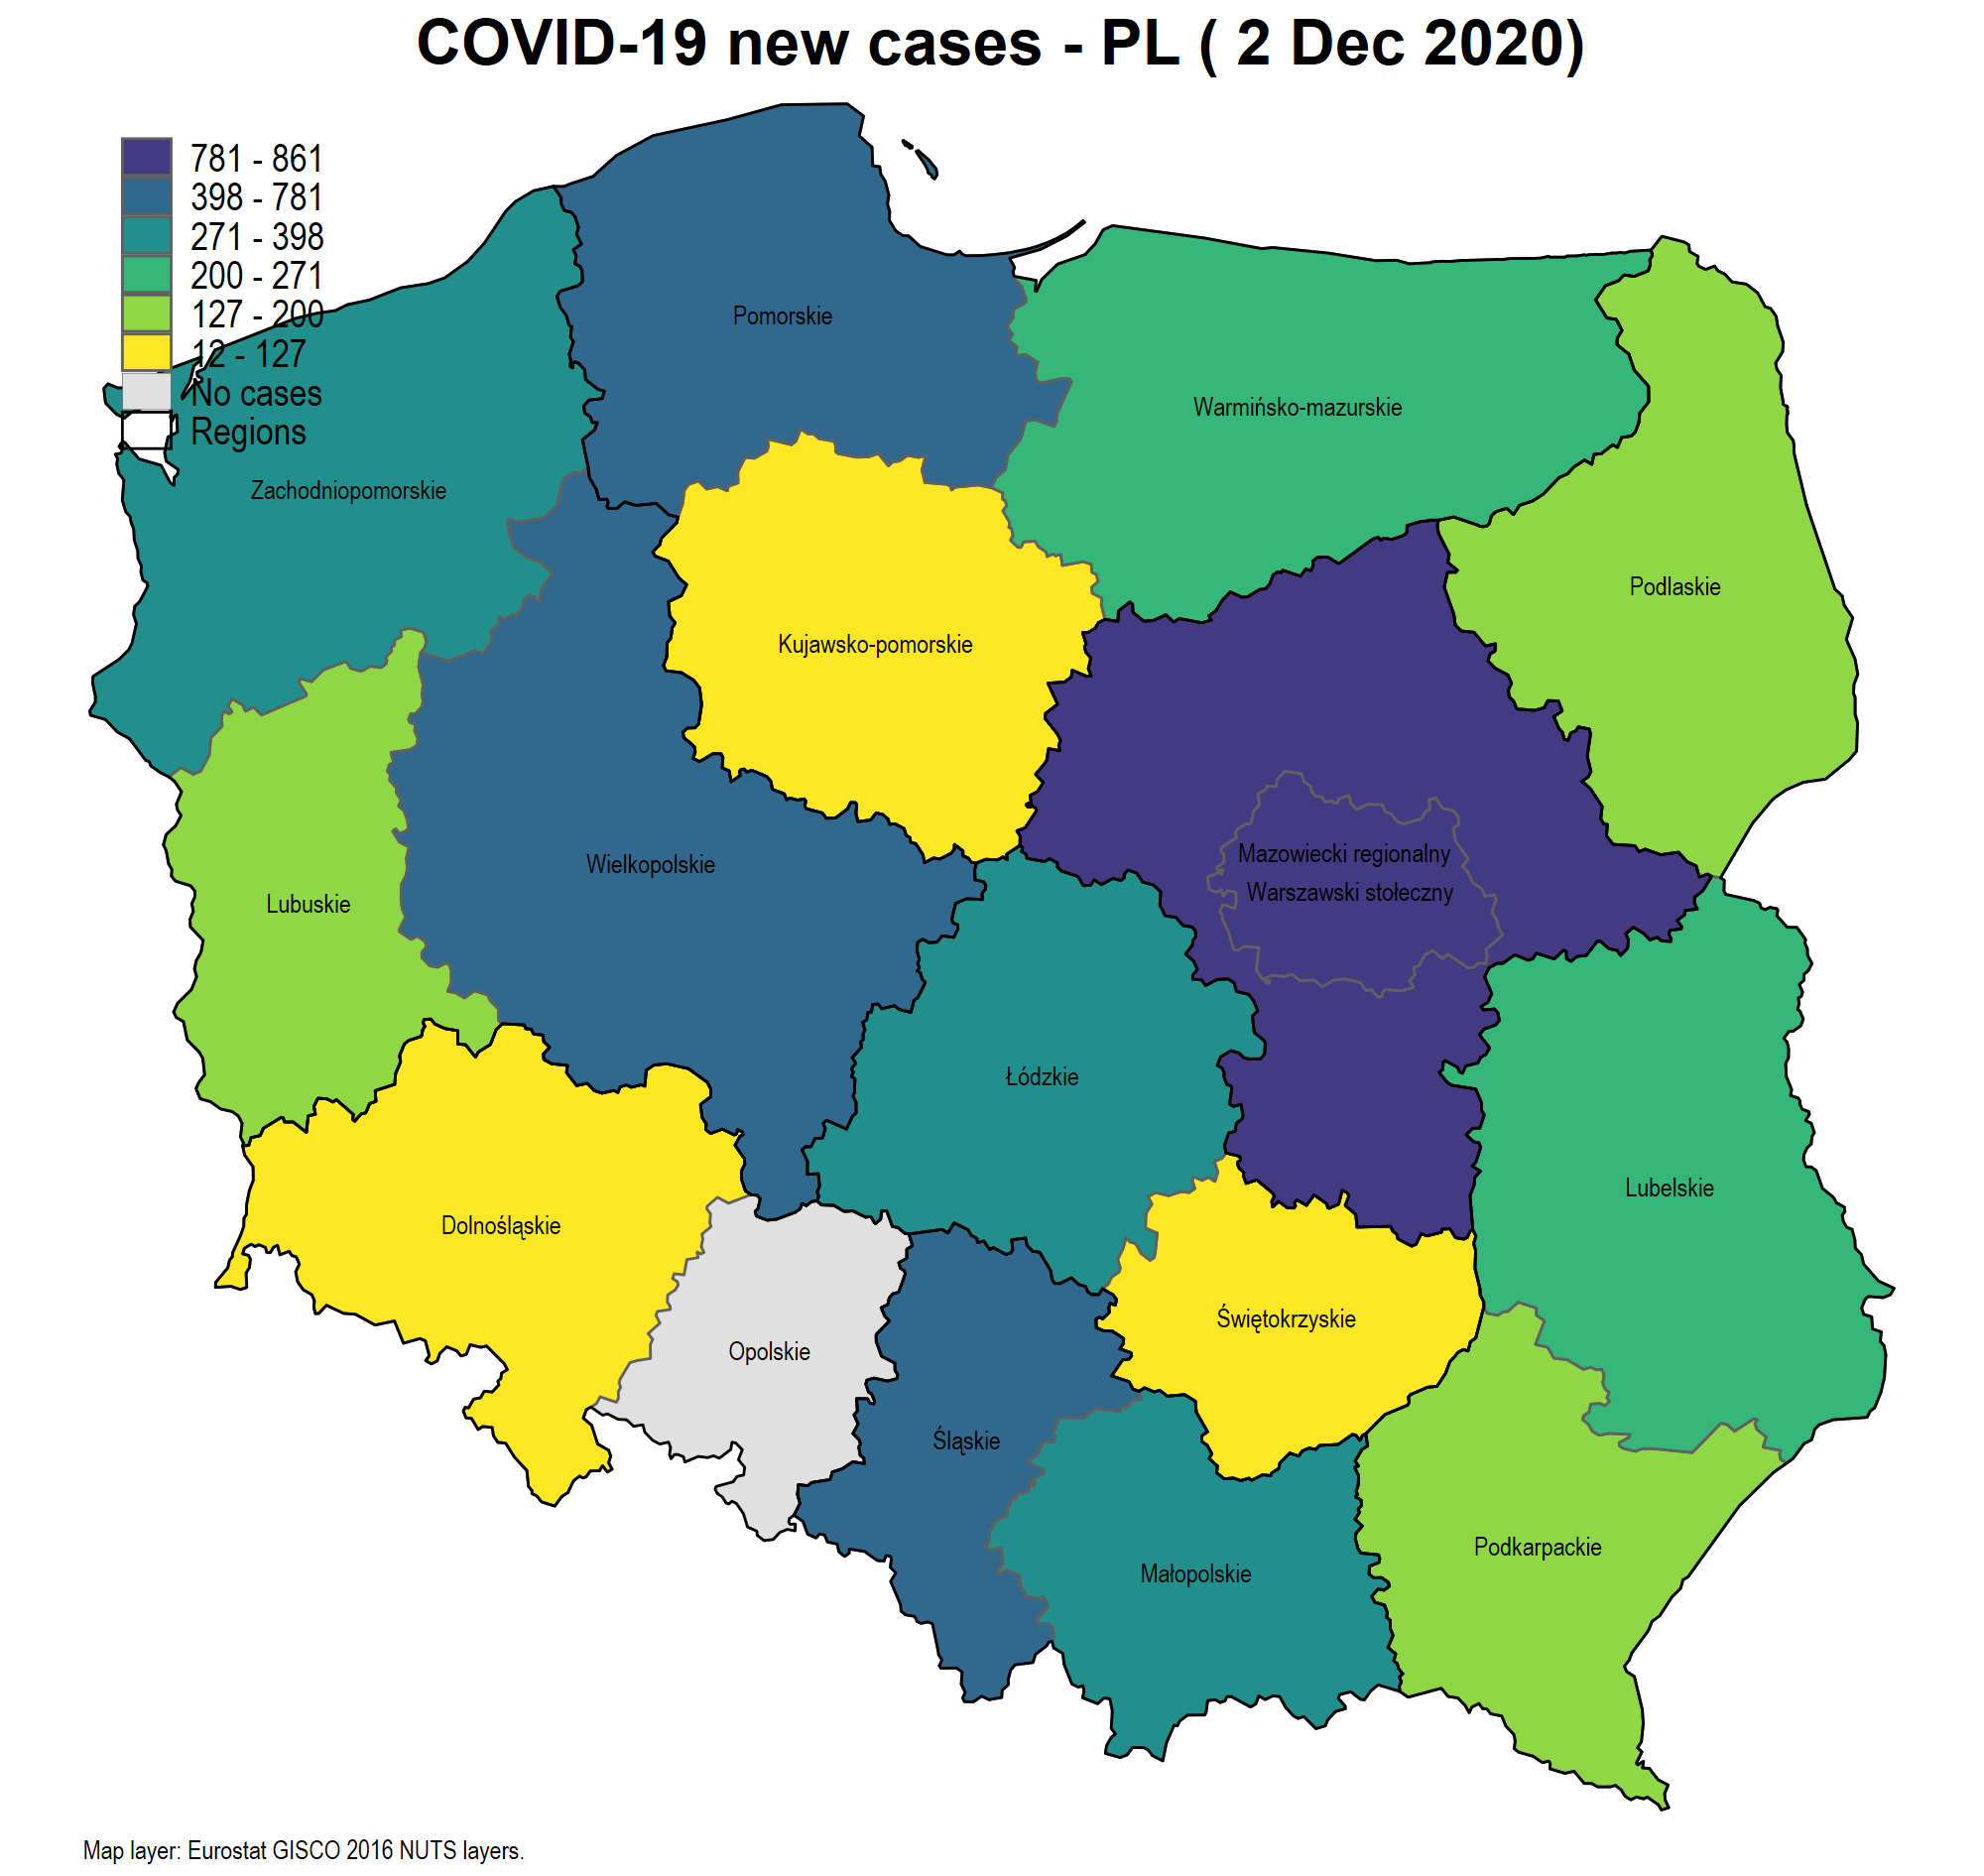 COVID-19 new cases - PL ( 2 Dec 2020)
781 - 861
398 - 781
271 - 398
200 - 271
127 - 200
12 - 127
No cases
Regions
Pomorskie
Warmińsko-mazurskie
Zachodniopomorskie
Podlaskie
Kujawsko-pomorskie
Mazowiecki regionalny
Wielkopolskie
Warszawski stołeczny
Lubuskie
Łódzkie
Lubelskie
Dolnośląskie
Świętokrzyskie
Opolskie
Śląskie
Podkarpackie
Małopolskie
Map layer: Eurostat GISCO 2016 NUTS layers.